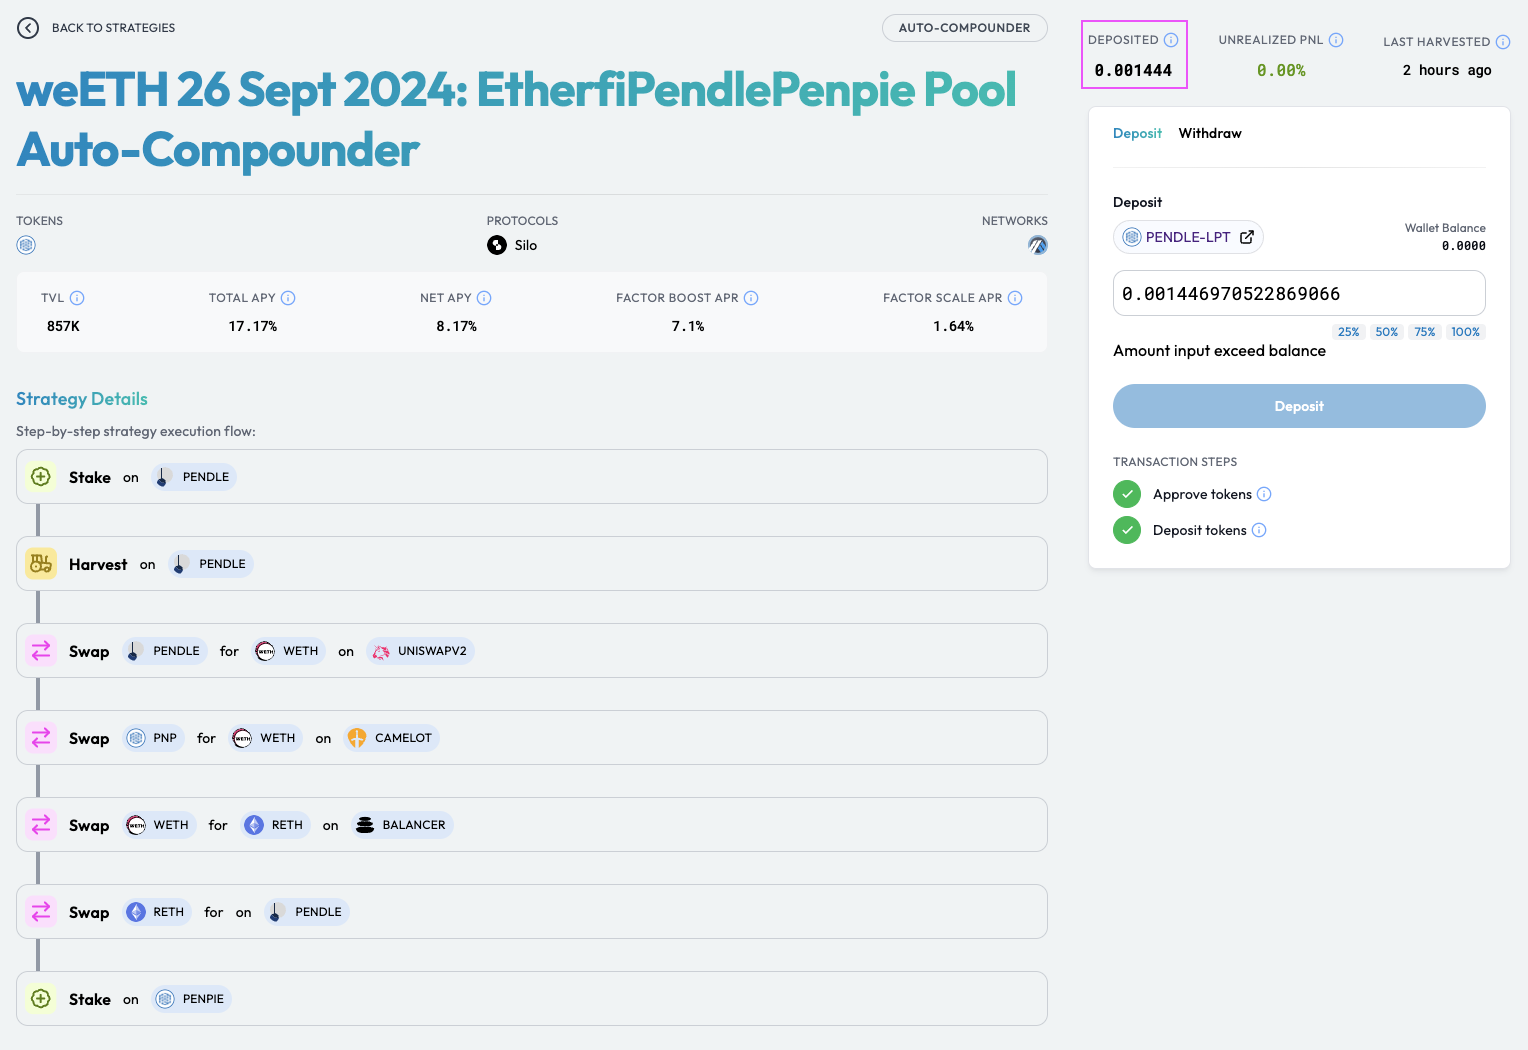 BACK TO STRATEGIES
AUTO-COMPOUNDER
weETH 26 Sept 2024: EtherfiPendlePenpie Pool
Auto-Compounder
TOKENS
PROTOCOLS
NETWORKS
Silo
TVL
TOTAL APY
NET APY
FACTOR BOOST APR
FACTOR SCALE APR
857K
17.17%
8.17%
7.1%
1.64%
Strategy Details
Step-by-step strategy execution flow:
Stake on PENDLE
Harvest on PENDLE
Swap PENDLE for WETH on UNISWAPV2
Swap PNP for WETH on CAMELOT
Swap WETH for RETH on BALANCER
Swap RETH for on PENDLE
Stake on PENPIE
DEPOSITED
UNREALIZED PNL
LAST HARVESTED
0.001444
0.00%
2 hours ago
Deposit Withdraw
Deposit
PENDLE-LPT
Wallet Balance
0.0000
0.001446970522869066
25% 50% 75% 100%
Amount input exceed balance
Deposit
TRANSACTION STEPS
Approve tokens
Deposit tokens